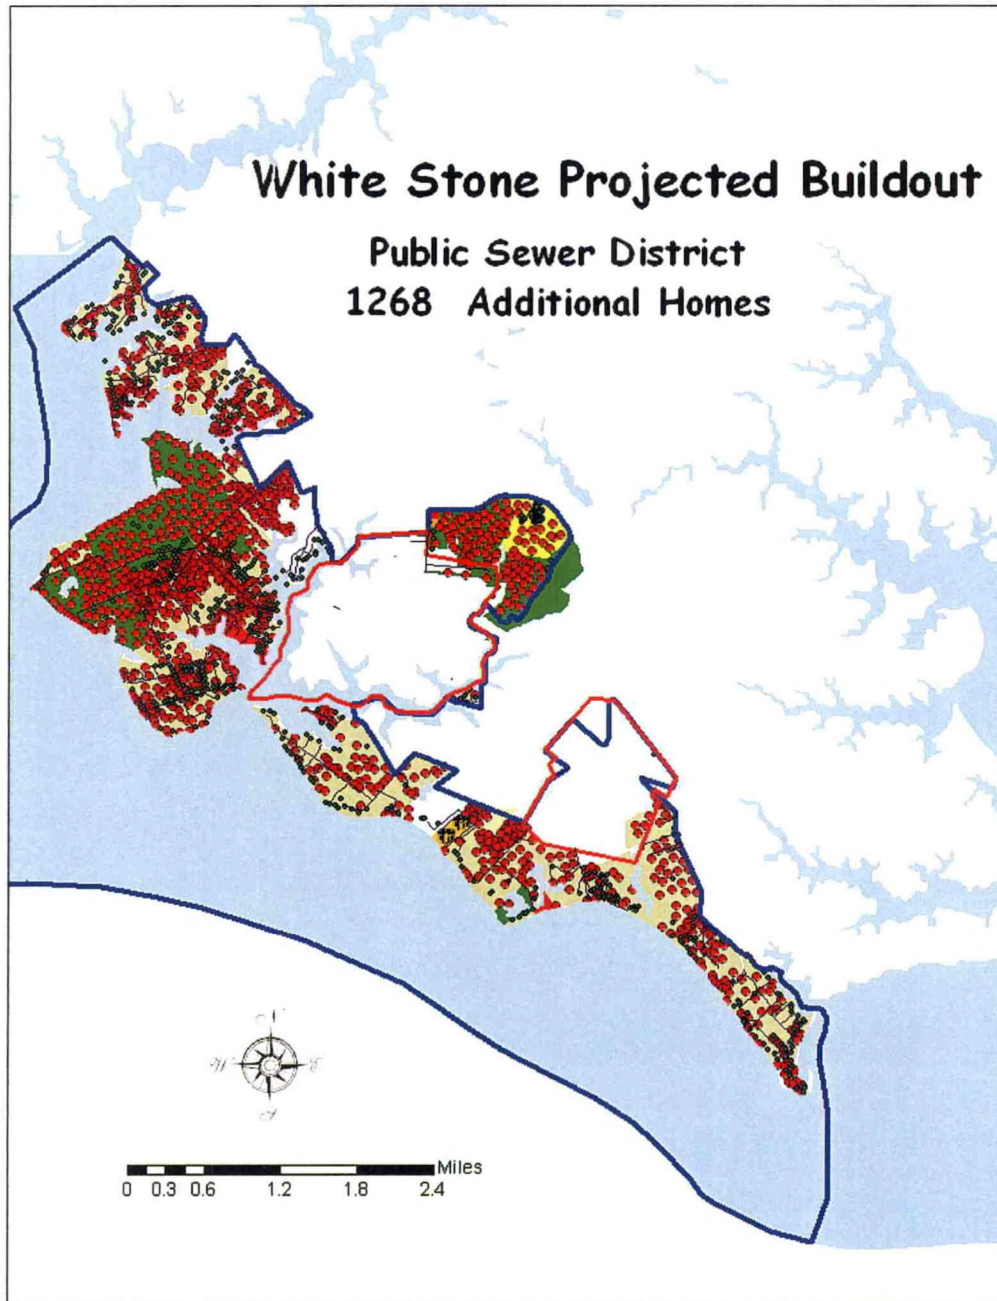 White Stone Projected Buildout
Public Sewer District
1268 Additional Homes
N
W E
S
Miles
0 0.3 0.6 1.2 1.8 2.4